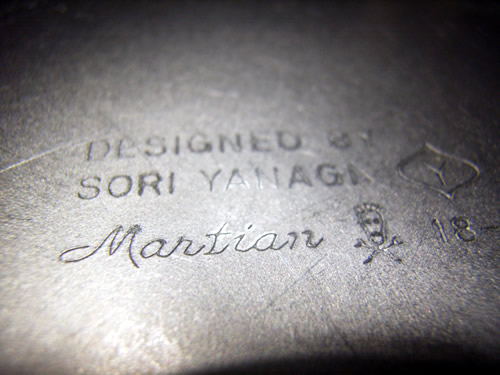 DESIGNED BY
SORI YANAGI
Martian 18-